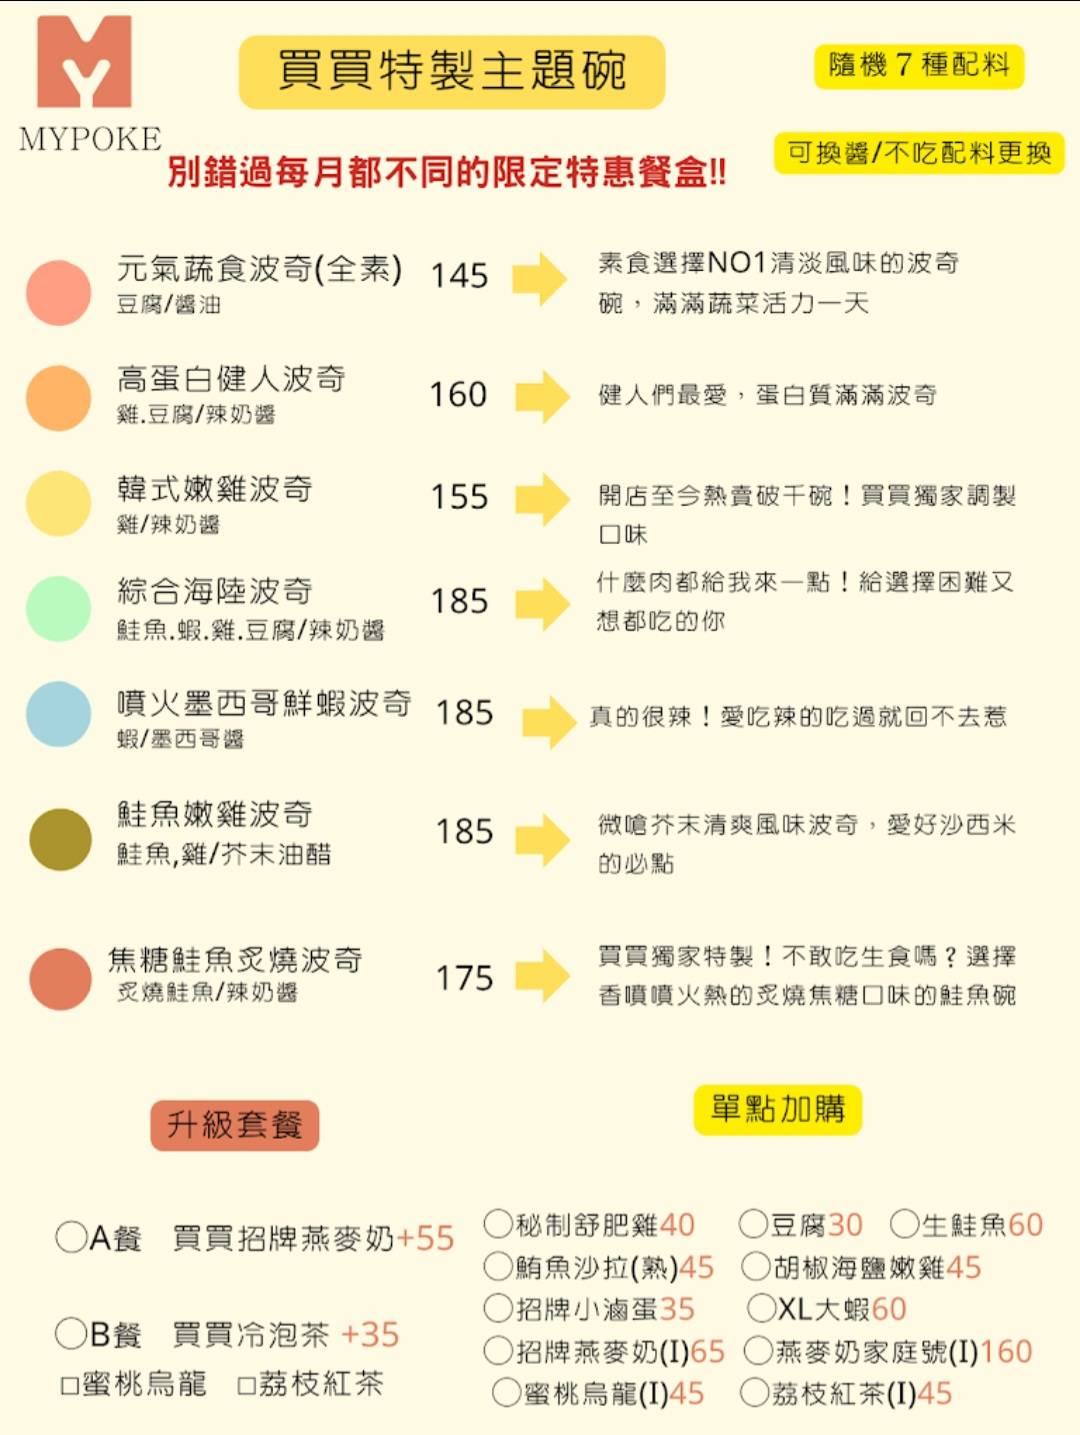 MYPOKE
買買特製主題碗
隨機7種配料
可換醬/不吃配料更換
別錯過每月都不同的限定特惠餐盒!!
元氣蔬食波奇(全素) 145
豆腐/醬油
素食選擇NO1清淡風味的波奇
碗，滿滿蔬菜活力一天
高蛋白健人波奇 160
雞.豆腐/辣奶醬
健人們最愛，蛋白質滿滿波奇
韓式嫩雞波奇 155
雞/辣奶醬
開店至今熱賣破千碗！買買獨家調製
口味
綜合海陸波奇 185
鮭魚.蝦.雞.豆腐/辣奶醬
什麼肉都給我來一點！給選擇困難又
想都吃的你
噴火墨西哥鮮蝦波奇 185
蝦/墨西哥醬
真的很辣！愛吃辣的吃過就回不去惹
鮭魚嫩雞波奇 185
鮭魚,雞/芥末油醋
微嗆芥末清爽風味波奇，愛好沙西米
的必點
焦糖鮭魚炙燒波奇 175
炙燒鮭魚/辣奶醬
買買獨家特製！不敢吃生食嗎？選擇
香噴噴火熱的炙燒焦糖口味的鮭魚碗
升級套餐
A餐 買買招牌燕麥奶+55
B餐 買買冷泡茶 +35
□蜜桃烏龍 □荔枝紅茶
單點加購
秘制舒肥雞40 豆腐30 生鮭魚60
鮪魚沙拉(熟)45 胡椒海鹽嫩雞45
招牌小滷蛋35 XL大蝦60
招牌燕麥奶(I)65 燕麥奶家庭號(I)160
蜜桃烏龍(I)45 荔枝紅茶(I)45